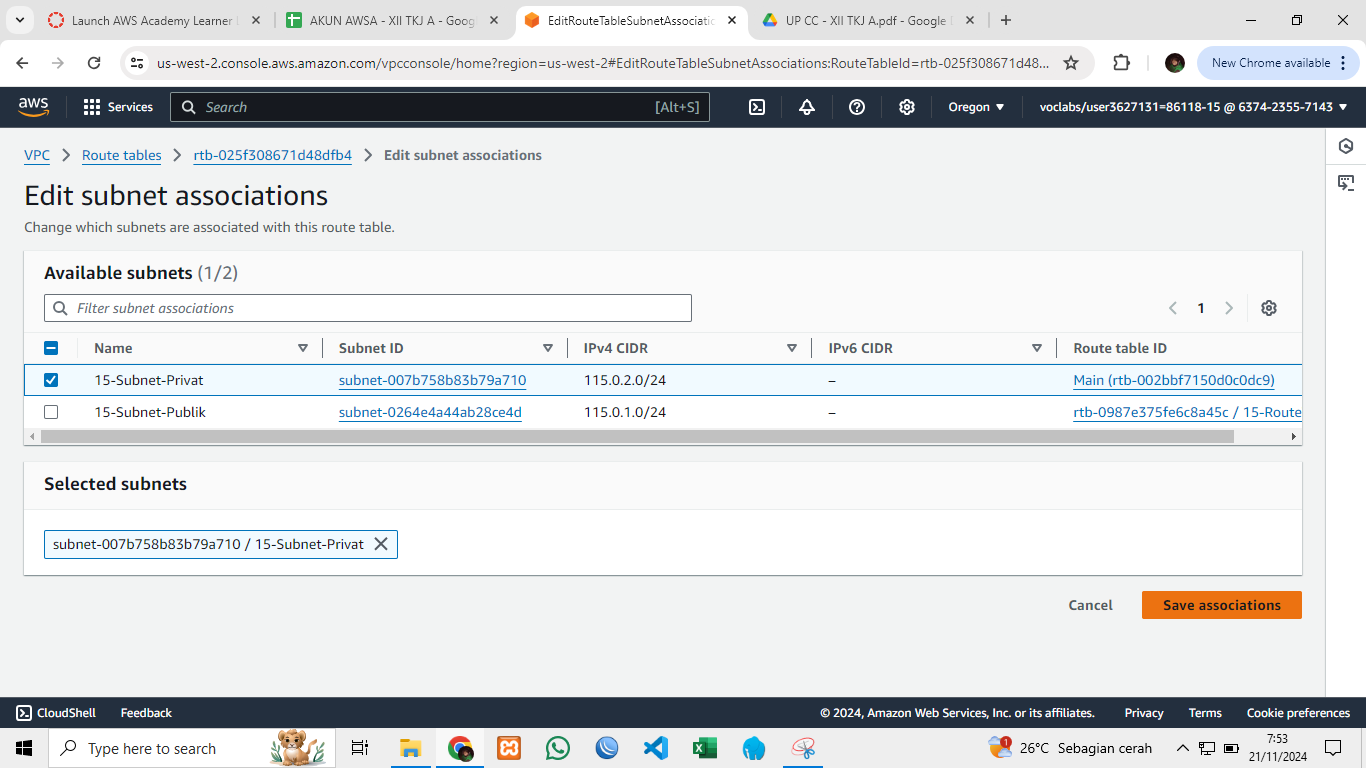 Launch AWS Academy Learner L
AKUN AWSA - XII TKJ A - Goog
EditRouteTableSubnetAssociatic
UP CC - XII TKJ A.pdf - Google D
us-west-2.console.aws.amazon.com/vpcconsole/home?region=us-west-2#EditRouteTableSubnetAssociations:RouteTableId=rtb-025f308671d48...
New Chrome available
aws
Services
Search
[Alt+S]
Oregon
voclabs/user3627131=86118-15 @ 6374-2355-7143
VPC
Route tables
rtb-025f308671d48dfb4
Edit subnet associations
Edit subnet associations
Change which subnets are associated with this route table.
Available subnets (1/2)
Filter subnet associations
1
Name
Subnet ID
IPv4 CIDR
IPv6 CIDR
Route table ID
15-Subnet-Privat
subnet-007b758b83b79a710
115.0.2.0/24
–
Main (rtb-002bbf7150d0c0dc9)
15-Subnet-Publik
subnet-0264e4a44ab28ce4d
115.0.1.0/24
–
rtb-0987e375fe6c8a45c / 15-Route
Selected subnets
subnet-007b758b83b79a710 / 15-Subnet-Privat
Cancel
Save associations
CloudShell
Feedback
© 2024, Amazon Web Services, Inc. or its affiliates.
Privacy
Terms
Cookie preferences
Type here to search
1
26°C Sebagian cerah
7:53
21/11/2024